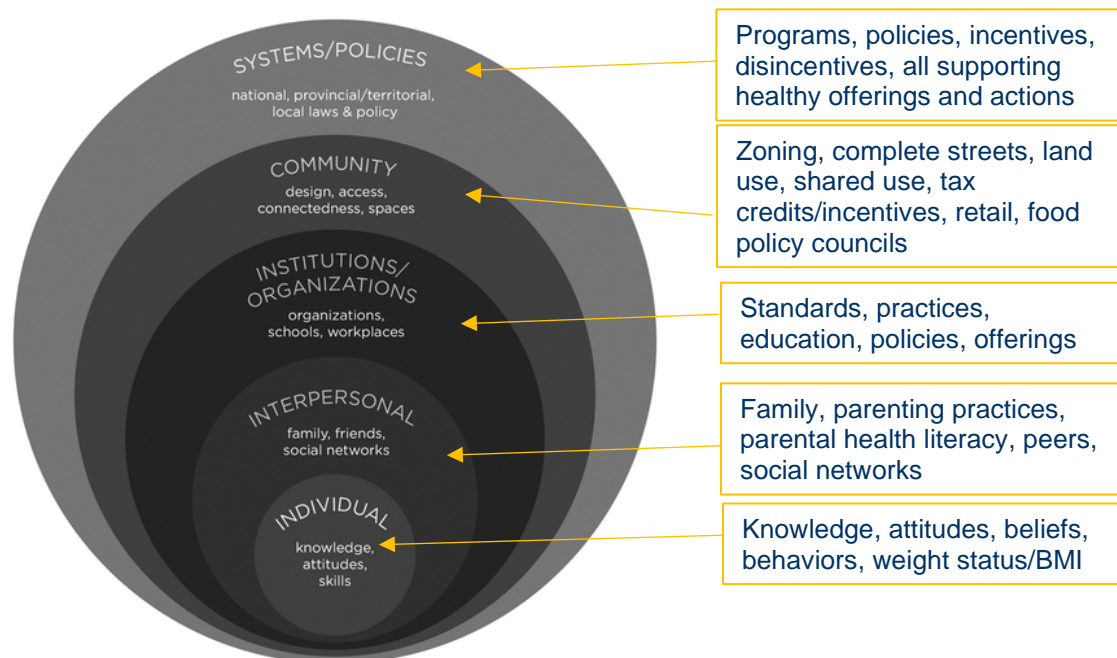 SYSTEMS/POLICIES
national, provincial/territorial,
local laws & policy
COMMUNITY
design, access,
connectedness, spaces
INSTITUTIONS/
ORGANIZATIONS
organizations,
schools, workplaces
INTERPERSONAL
family, friends,
social networks
INDIVIDUAL
knowledge,
attitudes,
skills
Programs, policies, incentives,
disincentives, all supporting
healthy offerings and actions
Zoning, complete streets, land
use, shared use, tax
credits/incentives, retail, food
policy councils
Standards, practices,
education, policies, offerings
Family, parenting practices,
parental health literacy, peers,
social networks
Knowledge, attitudes, beliefs,
behaviors, weight status/BMI